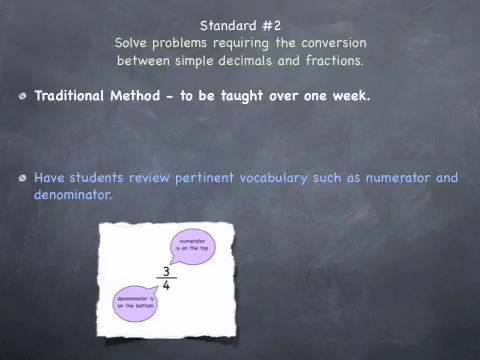 Standard #2
Solve problems requiring the conversion
between simple decimals and fractions.
Traditional Method - to be taught over one week.
Have students review pertinent vocabulary such as numerator and
denominator.
numerator
is on the top
3
4
denominator is
on the bottom